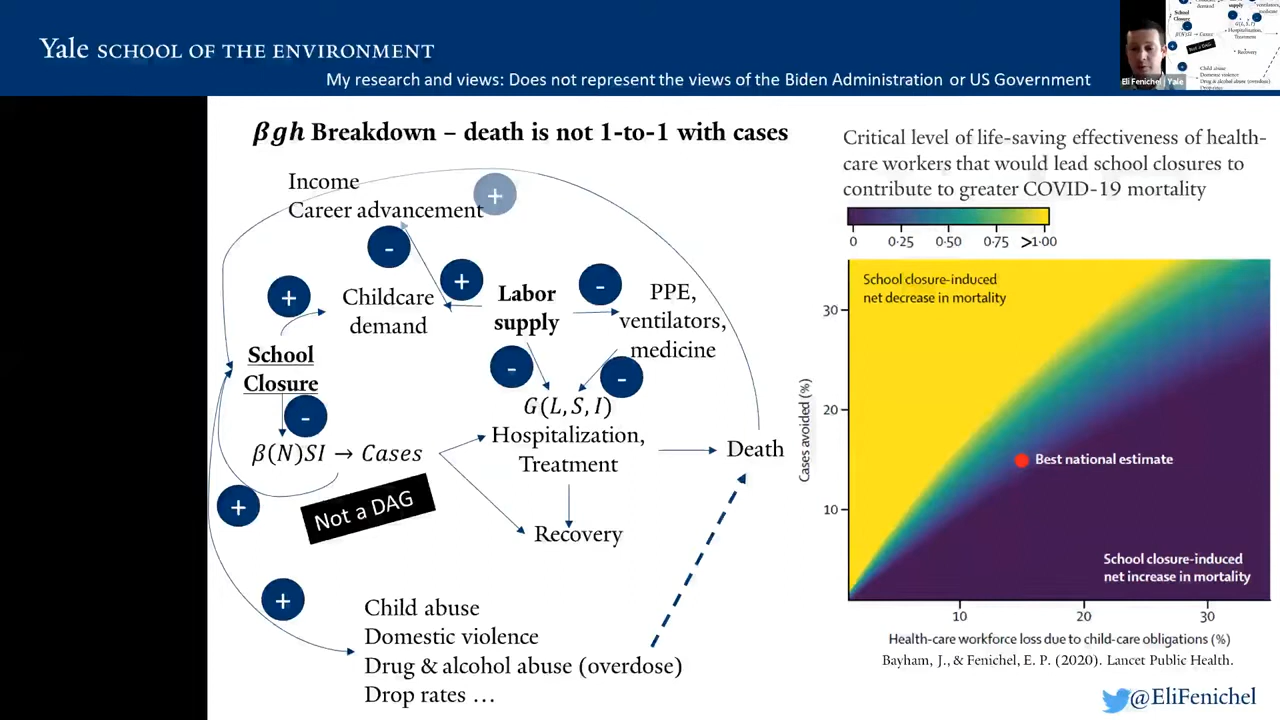 Yale SCHOOL OF THE ENVIRONMENT
My research and views: Does not represent the views of the Biden Administration or US Government
Eli Fenichel | Yale
βgh Breakdown – death is not 1-to-1 with cases
Income
Career advancement
+
-
+
+
-
Childcare
demand
Labor
supply
PPE,
ventilators,
medicine
School
Closure
-
-
-
G(L, S, I)
Hospitalization,
Treatment
β(N)SI → Cases
Death
Not a DAG
+
Recovery
+
Child abuse
Domestic violence
Drug & alcohol abuse (overdose)
Drop rates …
Critical level of life-saving effectiveness of health-
care workers that would lead school closures to
contribute to greater COVID-19 mortality
0 0·25 0·50 0·75 >1·00
School closure-induced
net decrease in mortality
30
20
10
Cases avoided (%)
Best national estimate
School closure-induced
net increase in mortality
10 20 30
Health-care workforce loss due to child-care obligations (%)
Bayham, J., & Fenichel, E. P. (2020). Lancet Public Health.
@EliFenichel